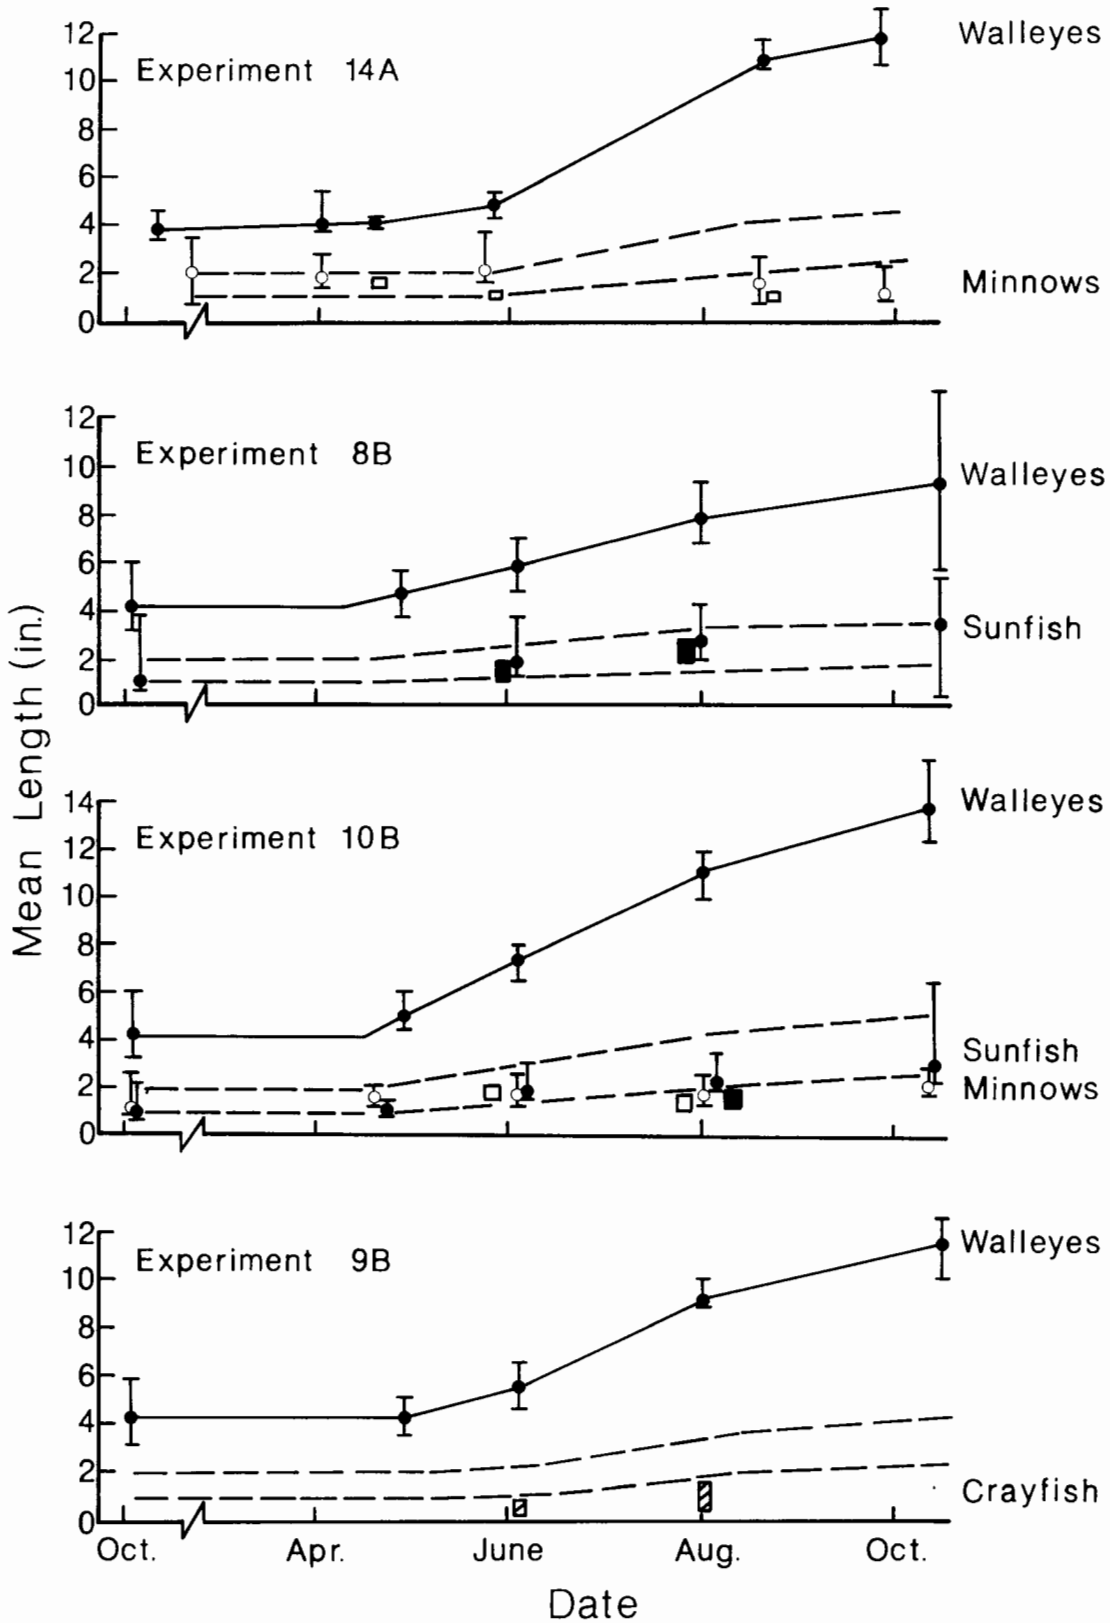 Mean Length (in.)
Experiment 14A
12
10
8
6
4
2
0
Walleyes
Minnows
Experiment 8B
12
10
8
6
4
2
0
Walleyes
Sunfish
Experiment 10B
14
12
10
8
6
4
2
0
Walleyes
Sunfish
Minnows
Experiment 9B
12
10
8
6
4
2
0
Walleyes
Crayfish
Oct. Apr. June Aug. Oct.
Date